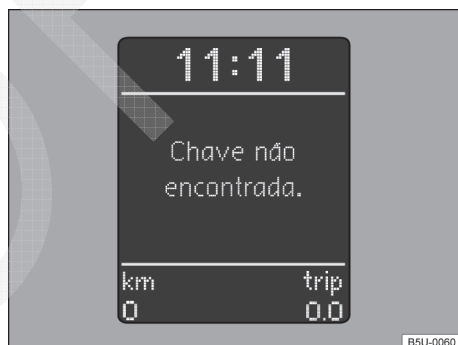 11:11
Chave não
encontrada.
km trip
0 0.0
B5U-0060